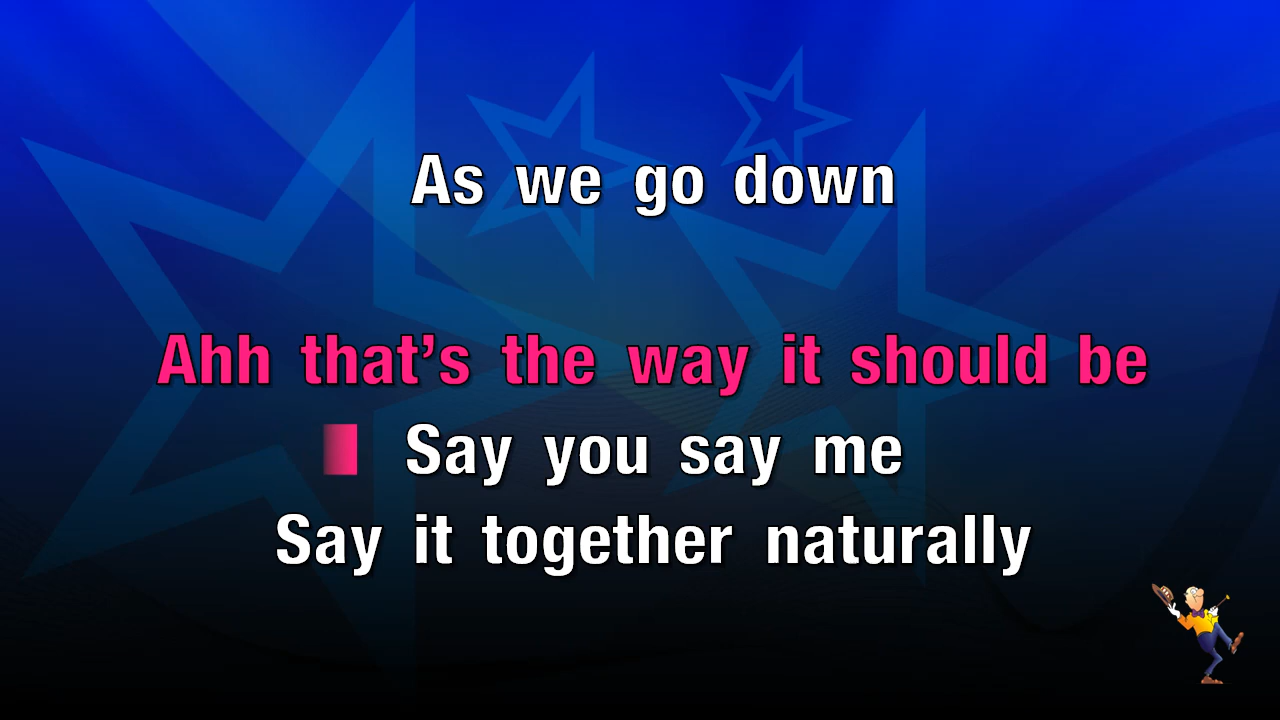 As we go down
Ahh that’s the way it should be
Say you say me
Say it together naturally